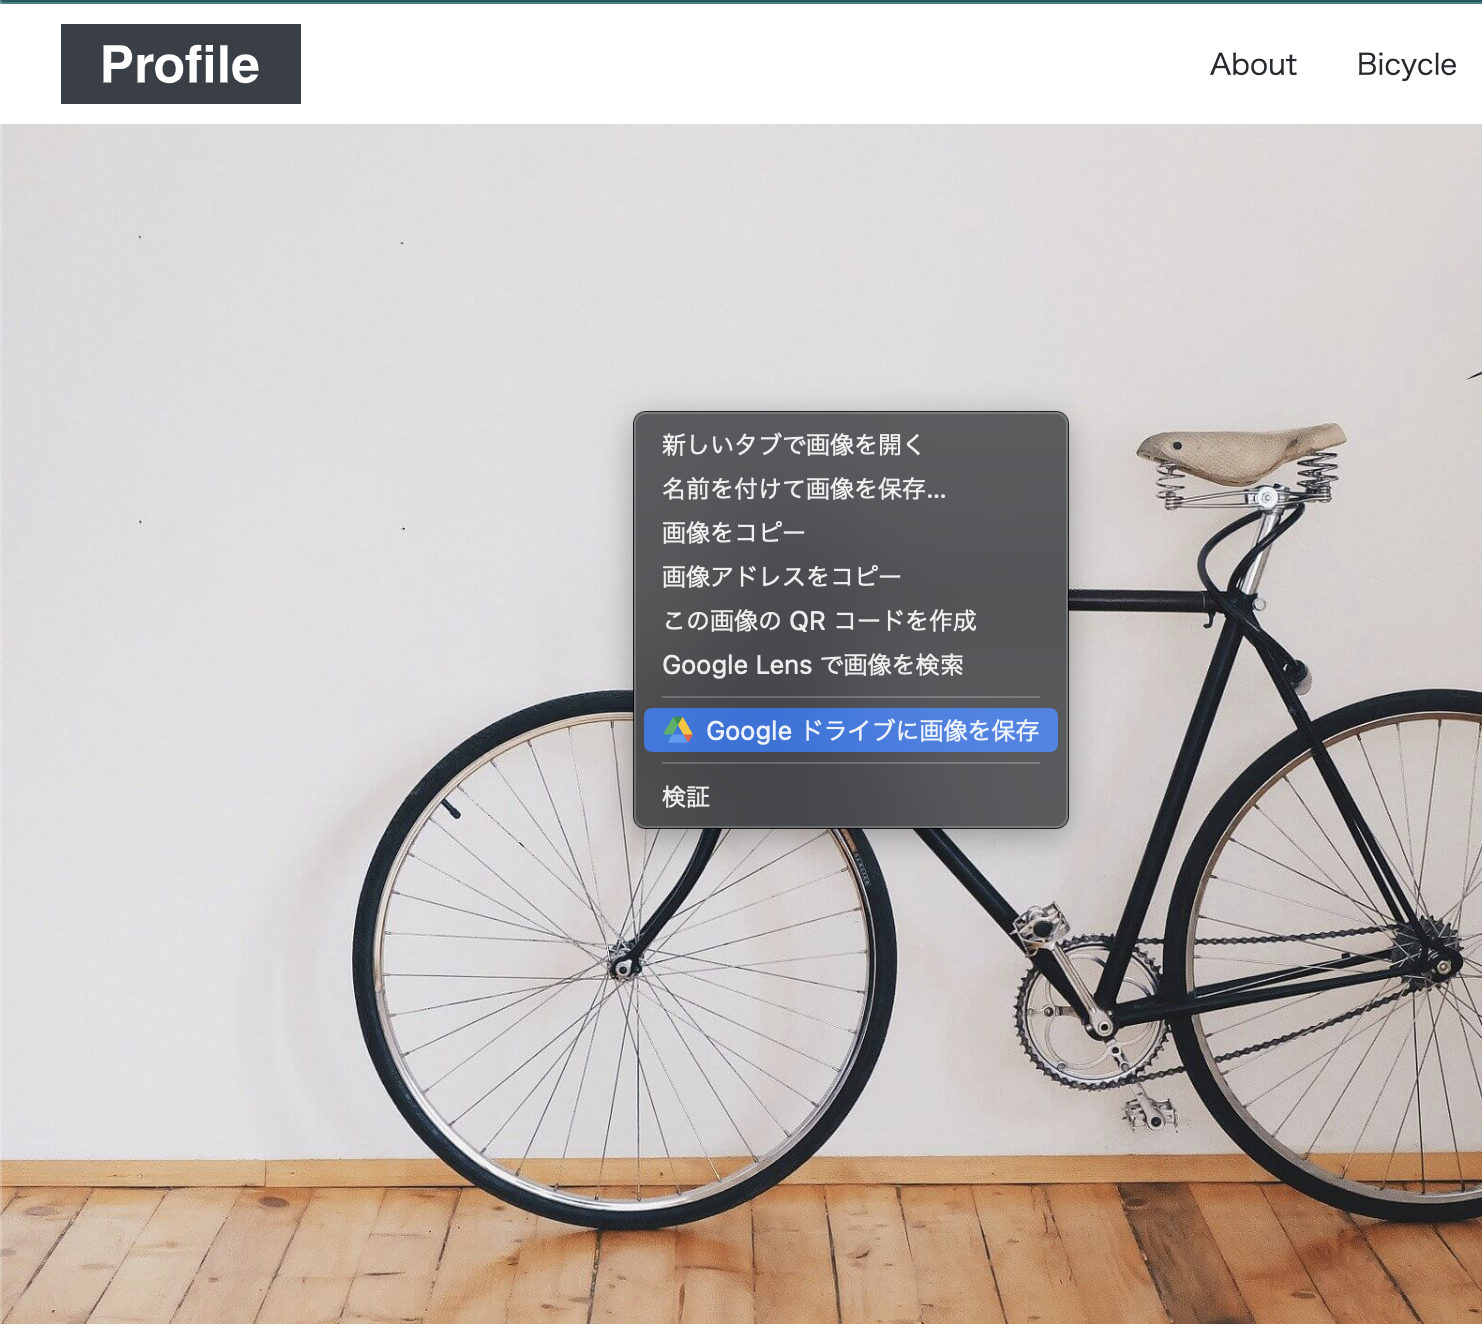 Profile
About
Bicycle
新しいタブで画像を開く
名前を付けて画像を保存...
画像をコピー
画像アドレスをコピー
この画像の QR コードを作成
Google Lens で画像を検索
Google ドライブに画像を保存
検証